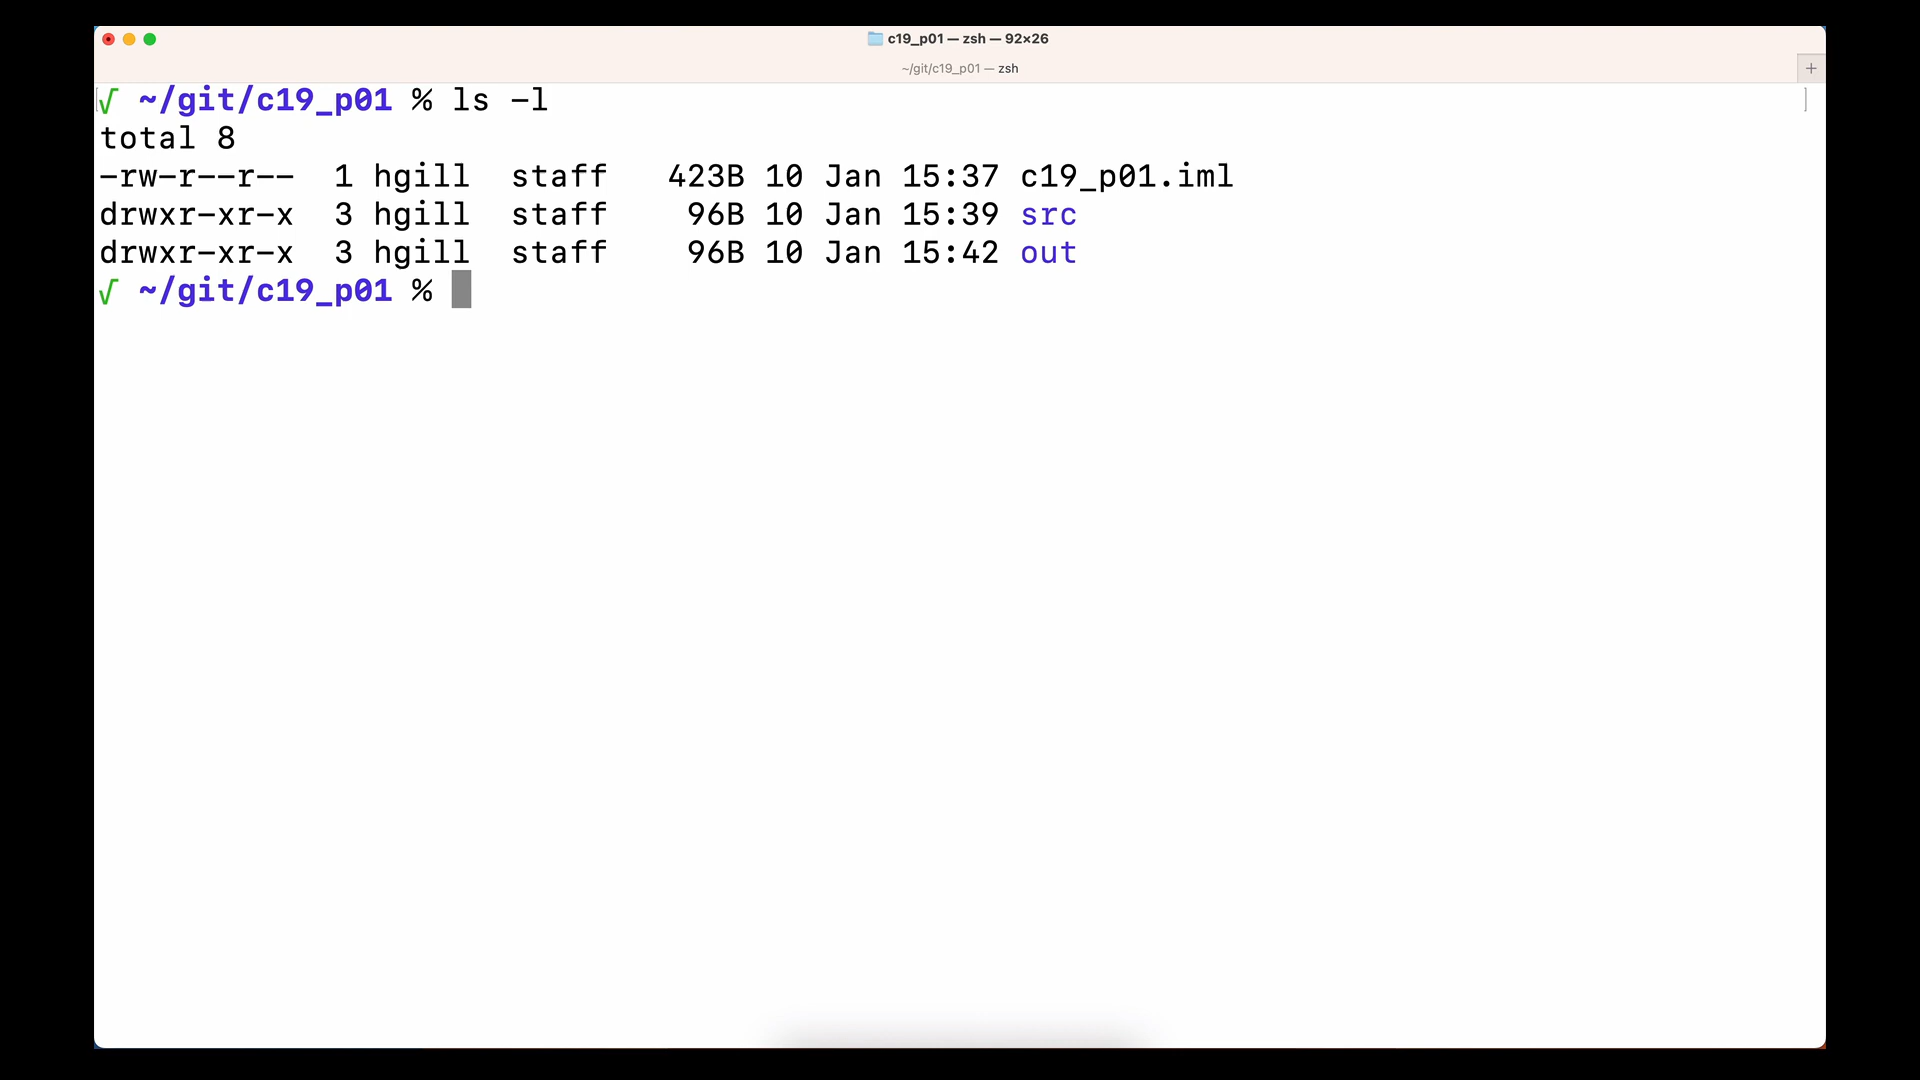 c19_p01 — zsh — 92×26
~/git/c19_p01 — zsh
√ ~/git/c19_p01 % ls -l
total 8
-rw-r--r--  1 hgill  staff   423B 10 Jan 15:37 c19_p01.iml
drwxr-xr-x  3 hgill  staff    96B 10 Jan 15:39 src
drwxr-xr-x  3 hgill  staff    96B 10 Jan 15:42 out
√ ~/git/c19_p01 %